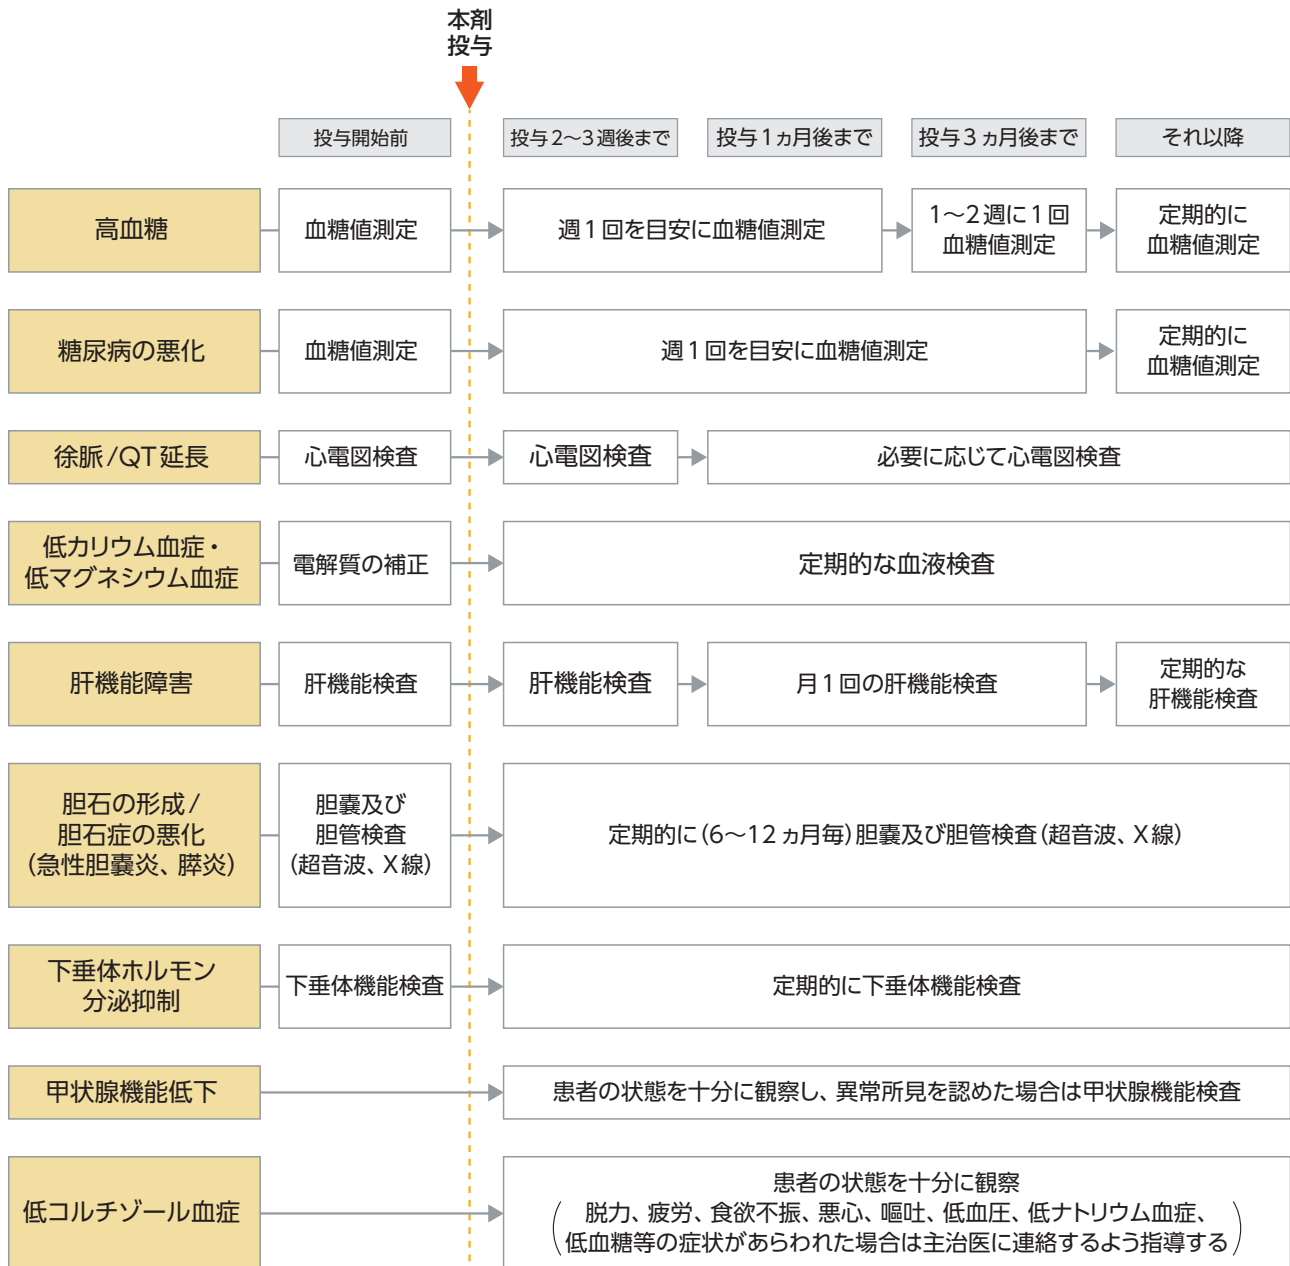 本剤
投与
投与開始前
投与2～3週後まで
投与1ヵ月後まで
投与3ヵ月後まで
それ以降
高血糖
血糖値測定
週1回を目安に血糖値測定
1～2週に1回
血糖値測定
定期的に
血糖値測定
糖尿病の悪化
血糖値測定
週1回を目安に血糖値測定
定期的に
血糖値測定
徐脈/QT延長
心電図検査
心電図検査
必要に応じて心電図検査
低カリウム血症・
低マグネシウム血症
電解質の補正
定期的な血液検査
肝機能障害
肝機能検査
肝機能検査
月1回の肝機能検査
定期的な
肝機能検査
胆石の形成/
胆石症の悪化
(急性胆嚢炎、膵炎)
胆嚢及び
胆管検査
(超音波、X線)
定期的に(6～12ヵ月毎)胆嚢及び胆管検査(超音波、X線)
下垂体ホルモン
分泌抑制
下垂体機能検査
定期的に下垂体機能検査
甲状腺機能低下
患者の状態を十分に観察し、異常所見を認めた場合は甲状腺機能検査
低コルチゾール血症
患者の状態を十分に観察
(脱力、疲労、食欲不振、悪心、嘔吐、低血圧、低ナトリウム血症、
低血糖等の症状があらわれた場合は主治医に連絡するよう指導する)